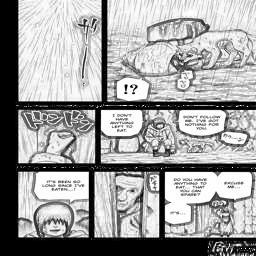 !?
I DON'T
HAVE
ANYTHING
LEFT TO
EAT.
DON'T FOLLOW
ME. I'VE GOT
NOTHING FOR
YOU.
IT'S BEEN
SO LONG
SINCE I'VE
EATEN...!
DO YOU HAVE
ANYTHING TO
EAT... THAT
YOU CAN
SPARE?
EXCUSE
ME...
IT'S...